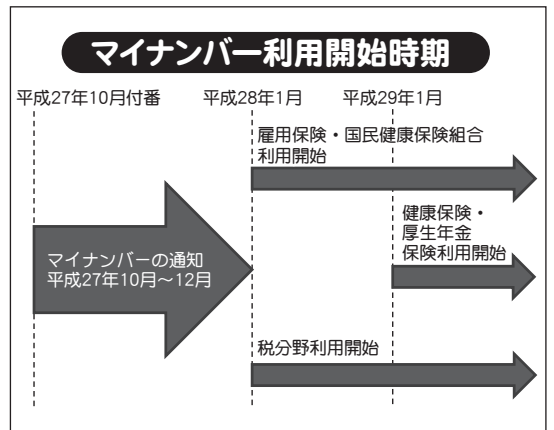 マイナンバー利用開始時期
平成27年10月付番
平成28年1月
平成29年1月
雇用保険・国民健康保険組合
利用開始
健康保険・
厚生年金
保険利用開始
マイナンバーの通知
平成27年10月～12月
税分野利用開始